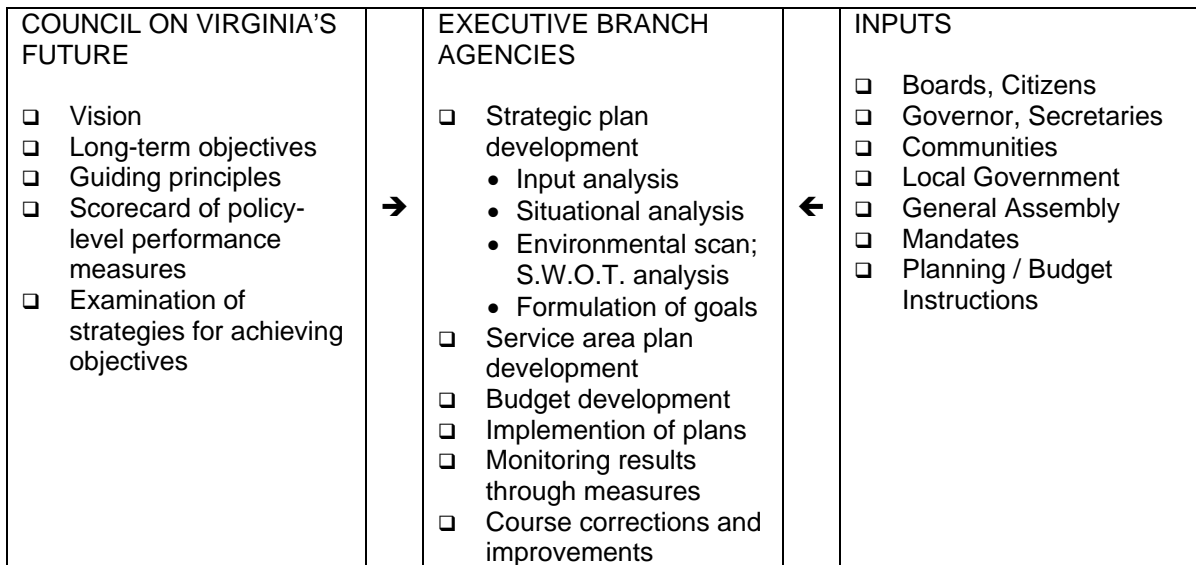 COUNCIL ON VIRGINIA'S
FUTURE
❑ Vision
❑ Long-term objectives
❑ Guiding principles
❑ Scorecard of policy-
level performance
measures
❑ Examination of
strategies for achieving
objectives
➔
EXECUTIVE BRANCH
AGENCIES
❑ Strategic plan
development
• Input analysis
• Situational analysis
• Environmental scan;
S.W.O.T. analysis
• Formulation of goals
❑ Service area plan
development
❑ Budget development
❑ Implemention of plans
❑ Monitoring results
through measures
❑ Course corrections and
improvements
🡸
INPUTS
❑ Boards, Citizens
❑ Governor, Secretaries
❑ Communities
❑ Local Government
❑ General Assembly
❑ Mandates
❑ Planning / Budget
Instructions